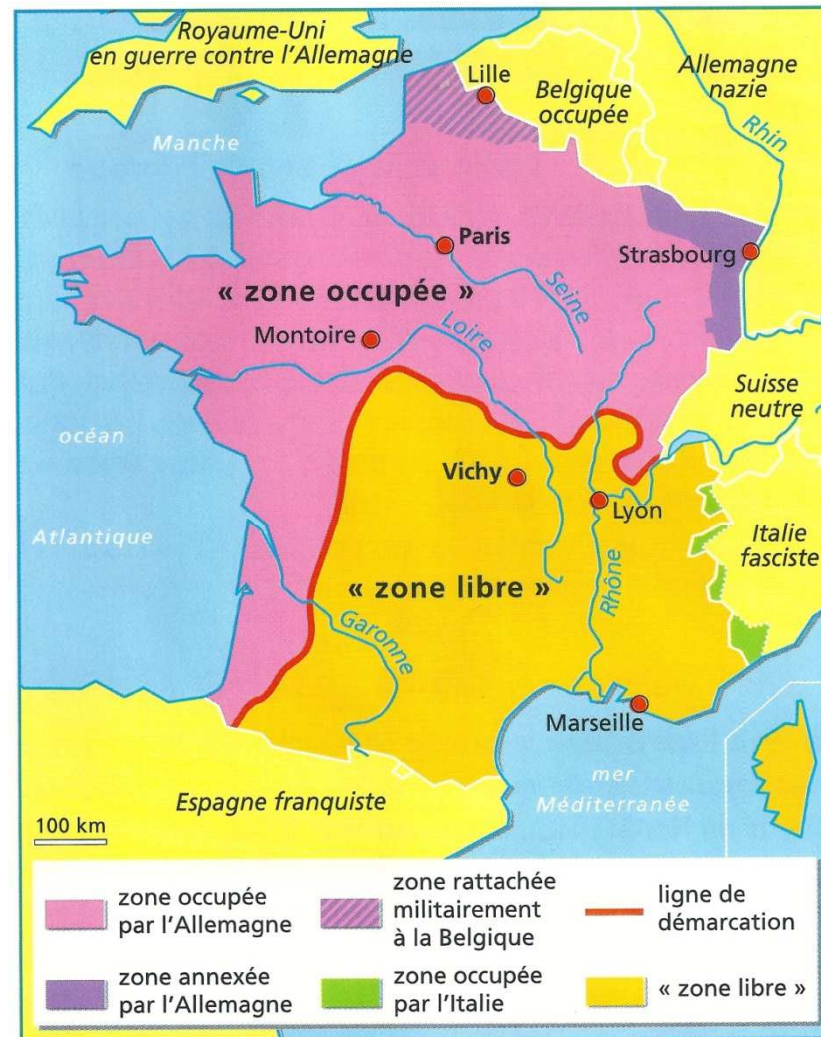 Royaume-Uni
en guerre contre l'Allemagne
Lille
Belgique
occupée
Allemagne
nazie
Rhin
Manche
Paris
Strasbourg
« zone occupée »
Seine
Montoire
Loire
Suisse
neutre
océan
Atlantique
Vichy
Lyon
Italie
fasciste
« zone libre »
Rhône
Garonne
Marseille
mer
Méditerranée
Espagne franquiste
100 km
zone occupée
par l'Allemagne
zone rattachée
militairement
à la Belgique
ligne de
démarcation
zone annexée
par l'Allemagne
zone occupée
par l'Italie
« zone libre »